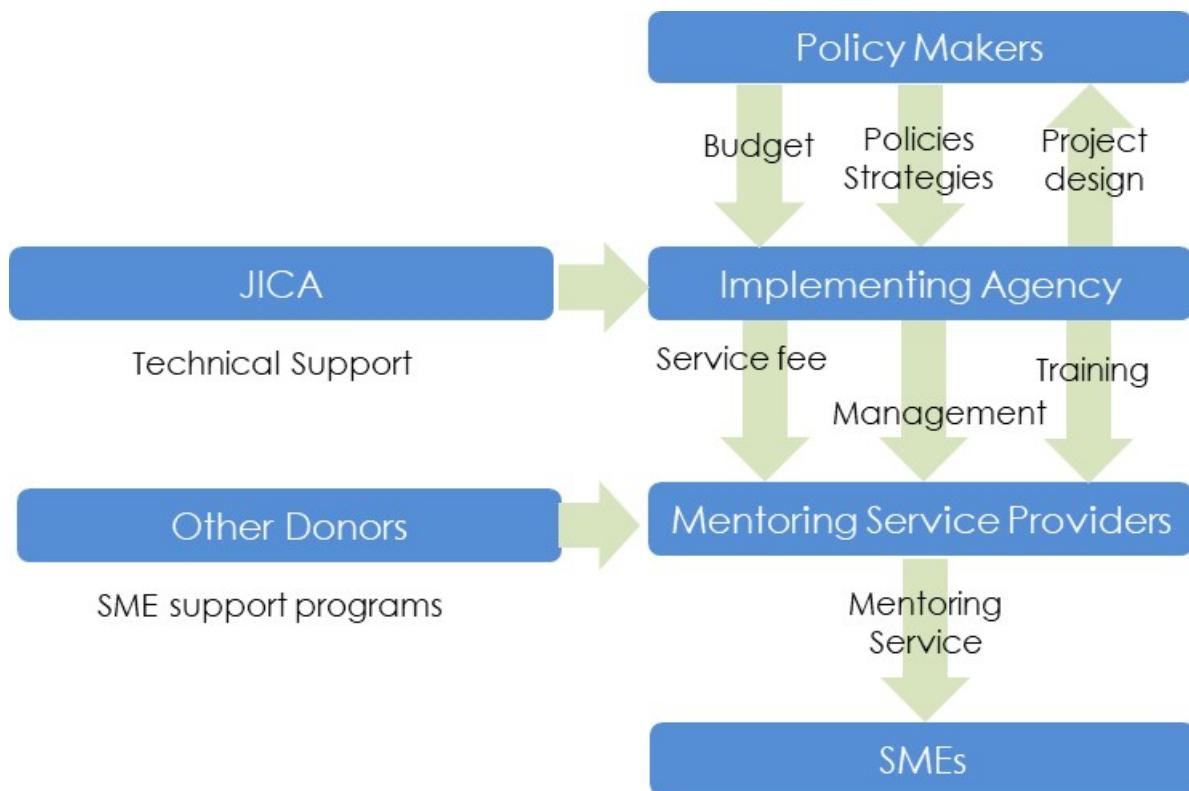 Policy Makers
Budget
Policies
Strategies
Project
design
JICA
Implementing Agency
Technical Support
Service fee
Management
Training
Other Donors
Mentoring Service Providers
SME support programs
Mentoring
Service
SMEs